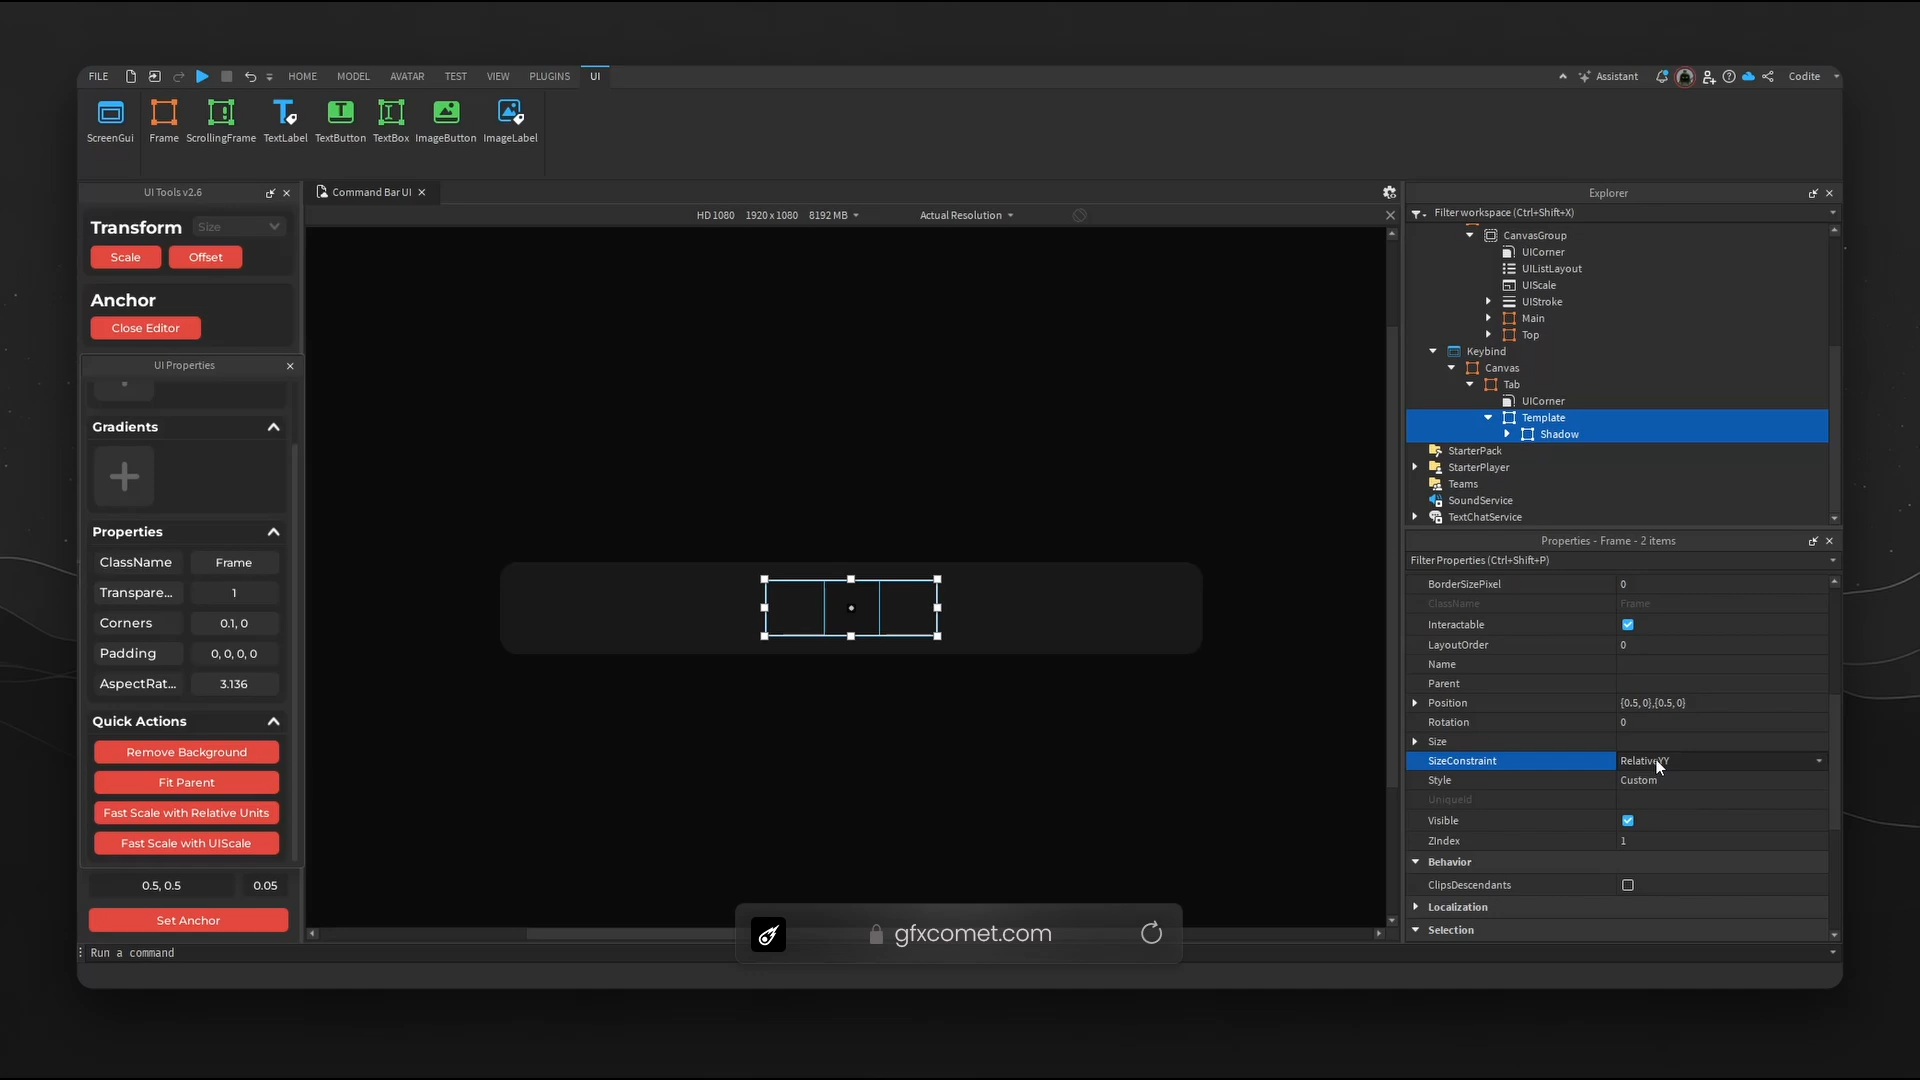 FILE HOME MODEL AVATAR TEST VIEW PLUGINS UI Assistant Codite
ScreenGui Frame ScrollingFrame TextLabel TextButton TextBox ImageButton ImageLabel
UI Tools v2.6
Transform Size
Scale Offset
Anchor
Close Editor
UI Properties
Gradients
Properties
ClassName Frame
Transpare... 1
Corners 0.1, 0
Padding 0, 0, 0, 0
AspectRat... 3.136
Quick Actions
Remove Background
Fit Parent
Fast Scale with Relative Units
Fast Scale with UIScale
0.5, 0.5 0.05
Set Anchor
Command Bar UI
HD 1080 1920 x 1080 8192 MB Actual Resolution
gfxcomet.com
Explorer
Filter workspace (Ctrl+Shift+X)
CanvasGroup
UICorner
UIListLayout
UIScale
UIStroke
Main
Top
Keybind
Canvas
Tab
UICorner
Template
Shadow
StarterPack
StarterPlayer
Teams
SoundService
TextChatService
Properties - Frame - 2 items
Filter Properties (Ctrl+Shift+P)
BorderSizePixel 0
ClassName Frame
Interactable
LayoutOrder 0
Name
Parent
Position {0.5, 0},{0.5, 0}
Rotation 0
Size
SizeConstraint RelativeYY
Style Custom
UniqueId
Visible
ZIndex 1
Behavior
ClipsDescendants
Localization
Selection
Run a command